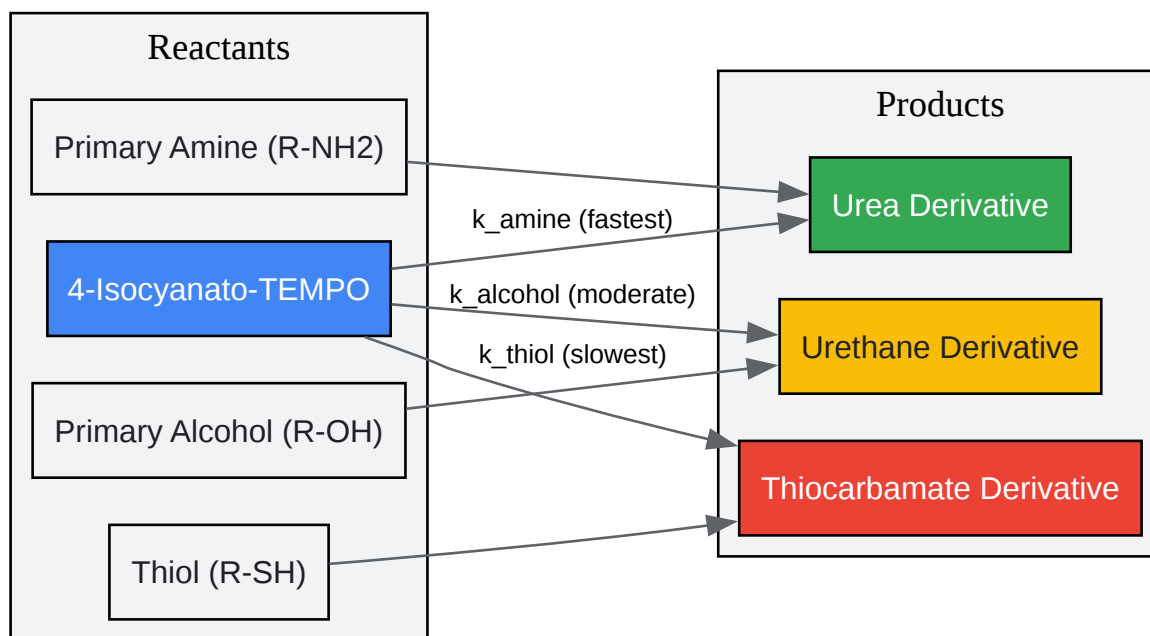 Reactants
Primary Amine (R-NH2)
4-Isocyanato-TEMPO
Primary Alcohol (R-OH)
Thiol (R-SH)
k_amine (fastest)
k_alcohol (moderate)
k_thiol (slowest)
Products
Urea Derivative
Urethane Derivative
Thiocarbamate Derivative